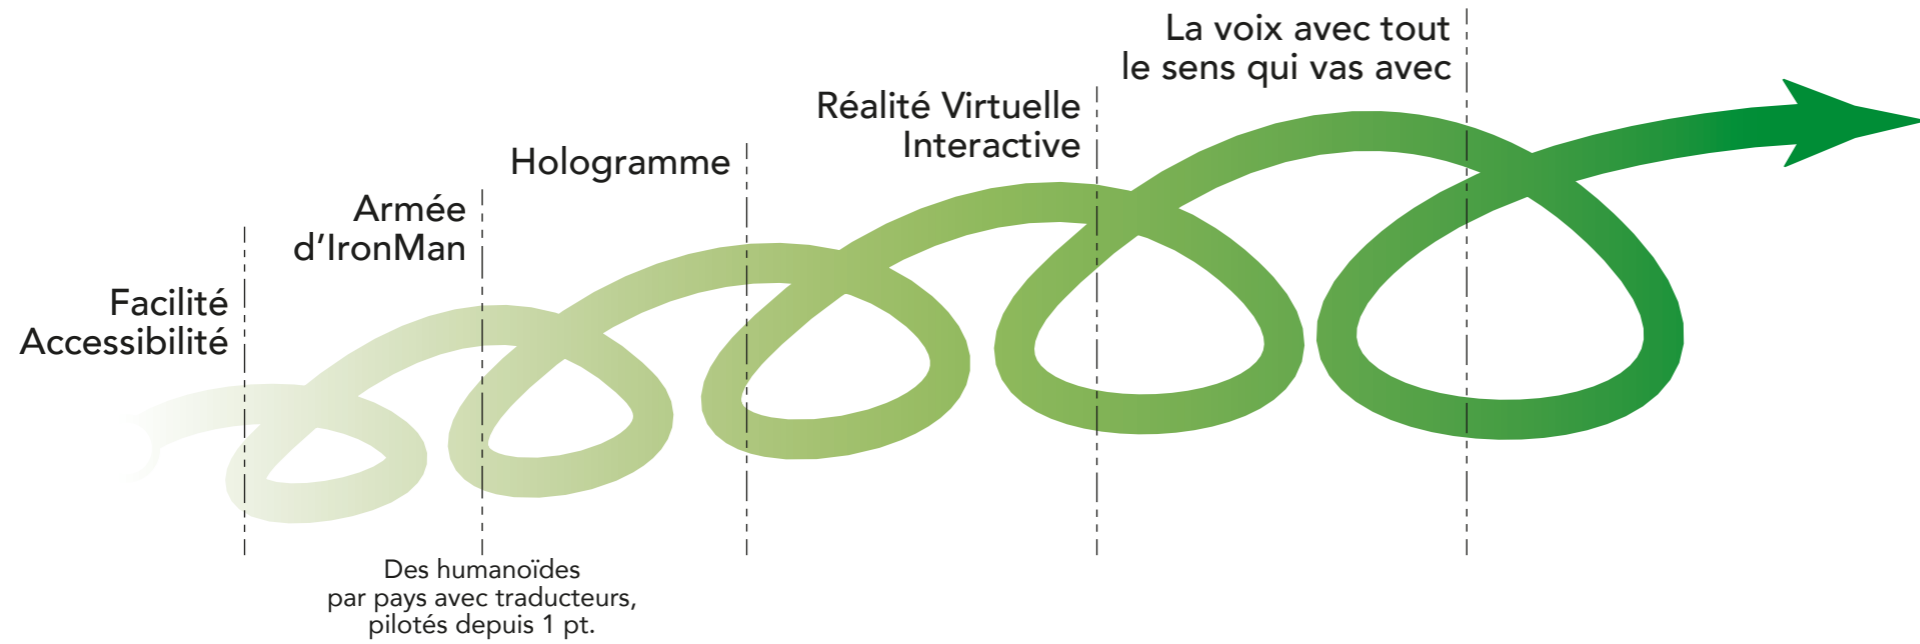 Facilité
Accessibilité
Armée
d’IronMan
Des humanoïdes
par pays avec traducteurs,
pilotés depuis 1 pt.
Hologramme
Réalité Virtuelle
Interactive
La voix avec tout
le sens qui vas avec